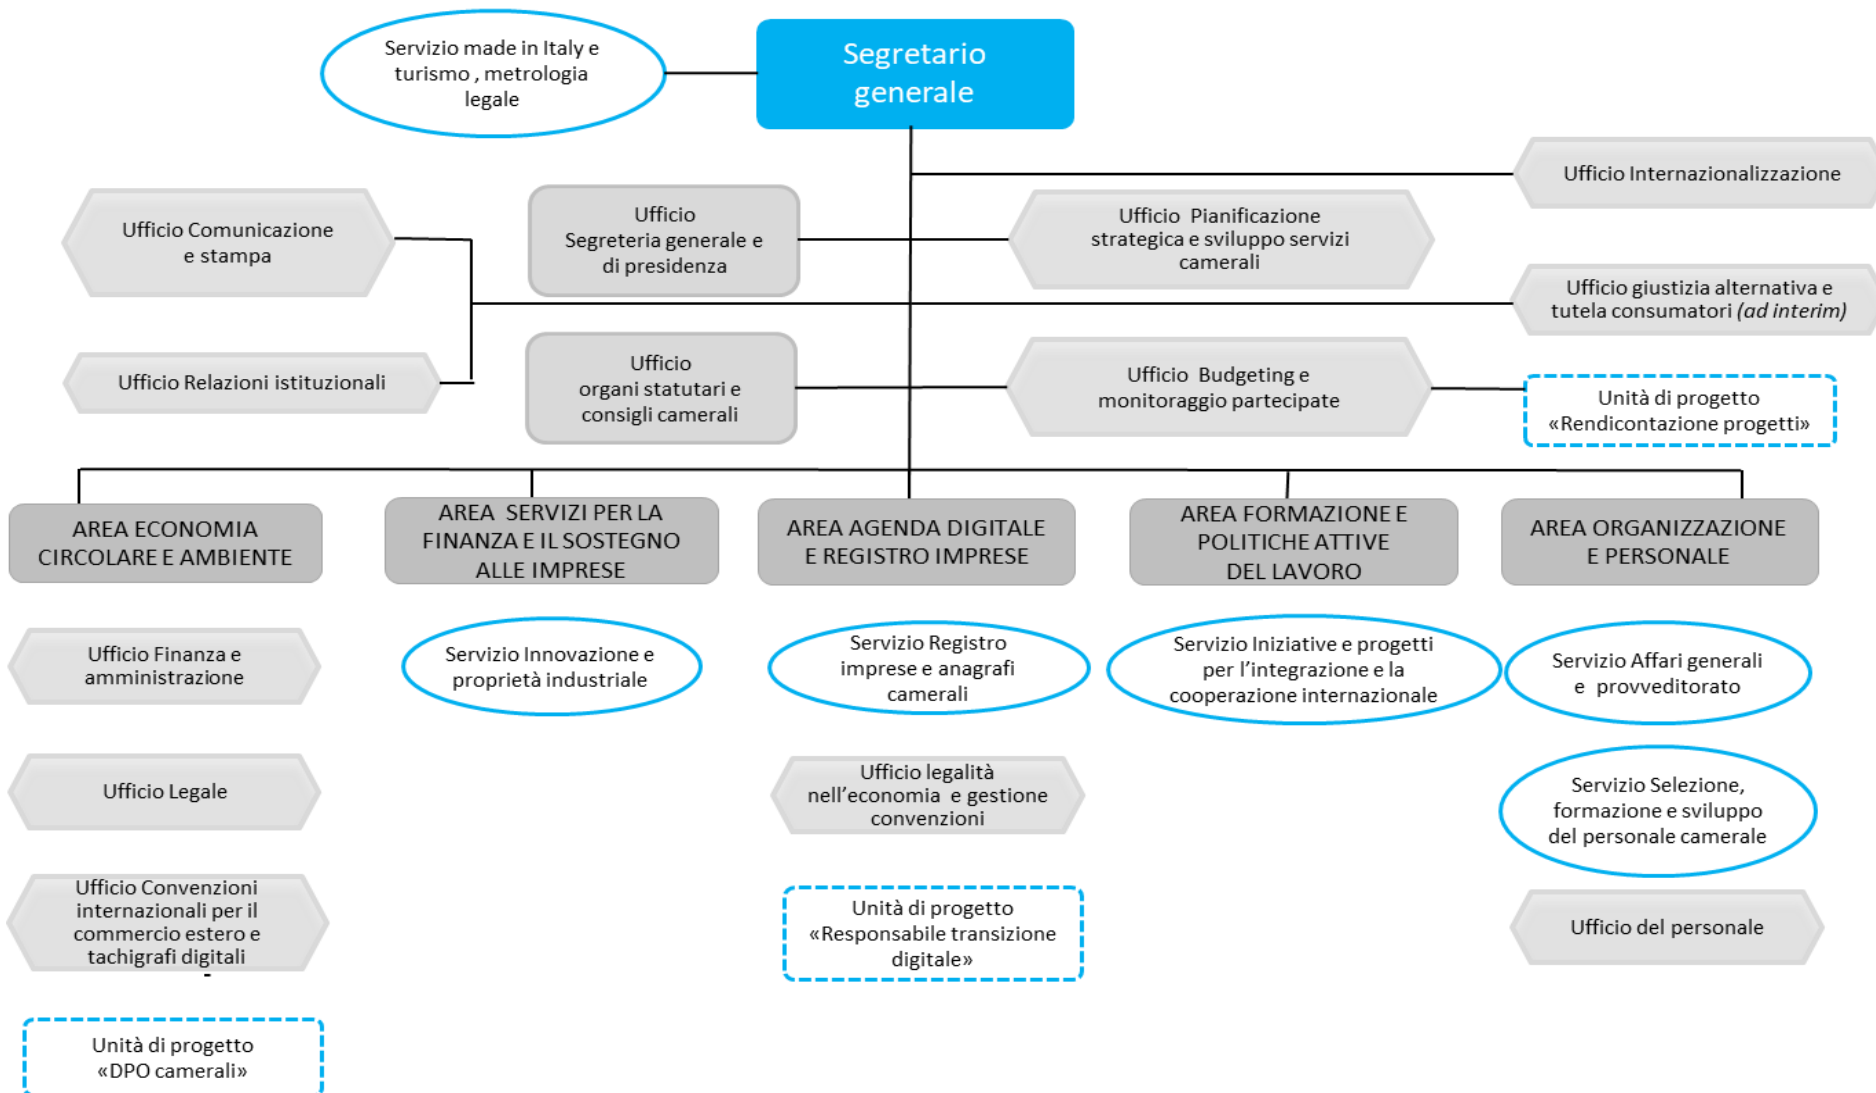 Servizio made in Italy e
turismo , metrologia
legale
Segretario
generale
Ufficio Internazionalizzazione
Ufficio Comunicazione
e stampa
Ufficio
Segreteria generale e
di presidenza
Ufficio Pianificazione
strategica e sviluppo servizi
camerali
Ufficio giustizia alternativa e
tutela consumatori (ad interim)
Ufficio Relazioni istituzionali
Ufficio
organi statutari e
consigli camerali
Ufficio Budgeting e
monitoraggio partecipate
Unità di progetto
«Rendicontazione progetti»
AREA ECONOMIA
CIRCOLARE E AMBIENTE
AREA SERVIZI PER LA
FINANZA E IL SOSTEGNO
ALLE IMPRESE
AREA AGENDA DIGITALE
E REGISTRO IMPRESE
AREA FORMAZIONE E
POLITICHE ATTIVE
DEL LAVORO
AREA ORGANIZZAZIONE
E PERSONALE
Ufficio Finanza e
amministrazione
Servizio Innovazione e
proprietà industriale
Servizio Registro
imprese e anagrafi
camerali
Servizio Iniziative e progetti
per l'integrazione e la
cooperazione internazionale
Servizio Affari generali
e provveditorato
Ufficio Legale
Ufficio legalità
nell'economia e gestione
convenzioni
Servizio Selezione,
formazione e sviluppo
del personale camerale
Ufficio Convenzioni
internazionali per il
commercio estero e
tachigrafi digitali
Unità di progetto
«Responsabile transizione
digitale»
Ufficio del personale
Unità di progetto
«DPO camerali»